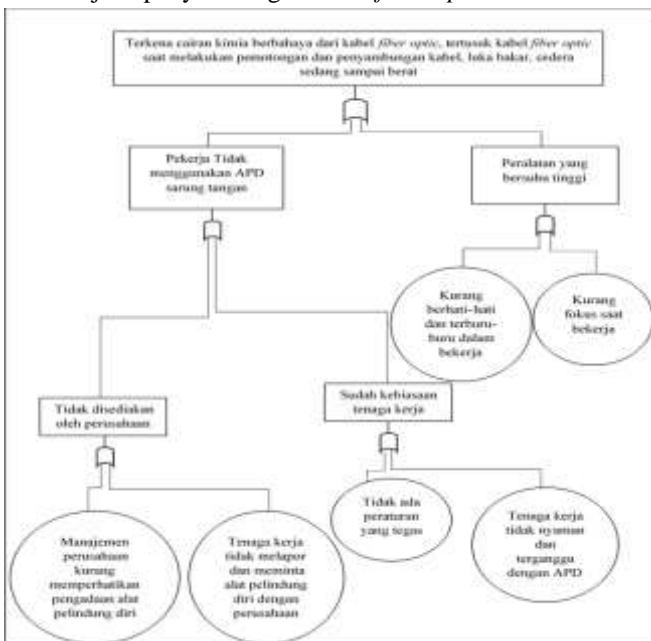 Terkena cairan kimia berbahaya dari kabel fiber optic, tertusuk kabel fiber optic
saat melakukan pemotongan dan penyambungan kabel, luka bakar, cedera
sedang sampai berat
Pekerja Tidak
menggunakan APD
sarung tangan
Peralatan yang
bersuhu tinggi
Kurang
berhati-hati
dan terburu-
buru dalam
bekerja
Kurang
fokus saat
bekerja
Tidak disediakan
oleh perusahaan
Sudah kebiasaan
tenaga kerja
Manajemen
perusahaan
kurang
memperhatikan
pengadaan alat
pelindung diri
Tenaga kerja
tidak melapor
dan meminta
alat pelindung
diri dengan
perusahaan
Tidak ada
peraturan
yang tegas
Tenaga kerja
tidak nyaman
dan
terganggu
dengan APD